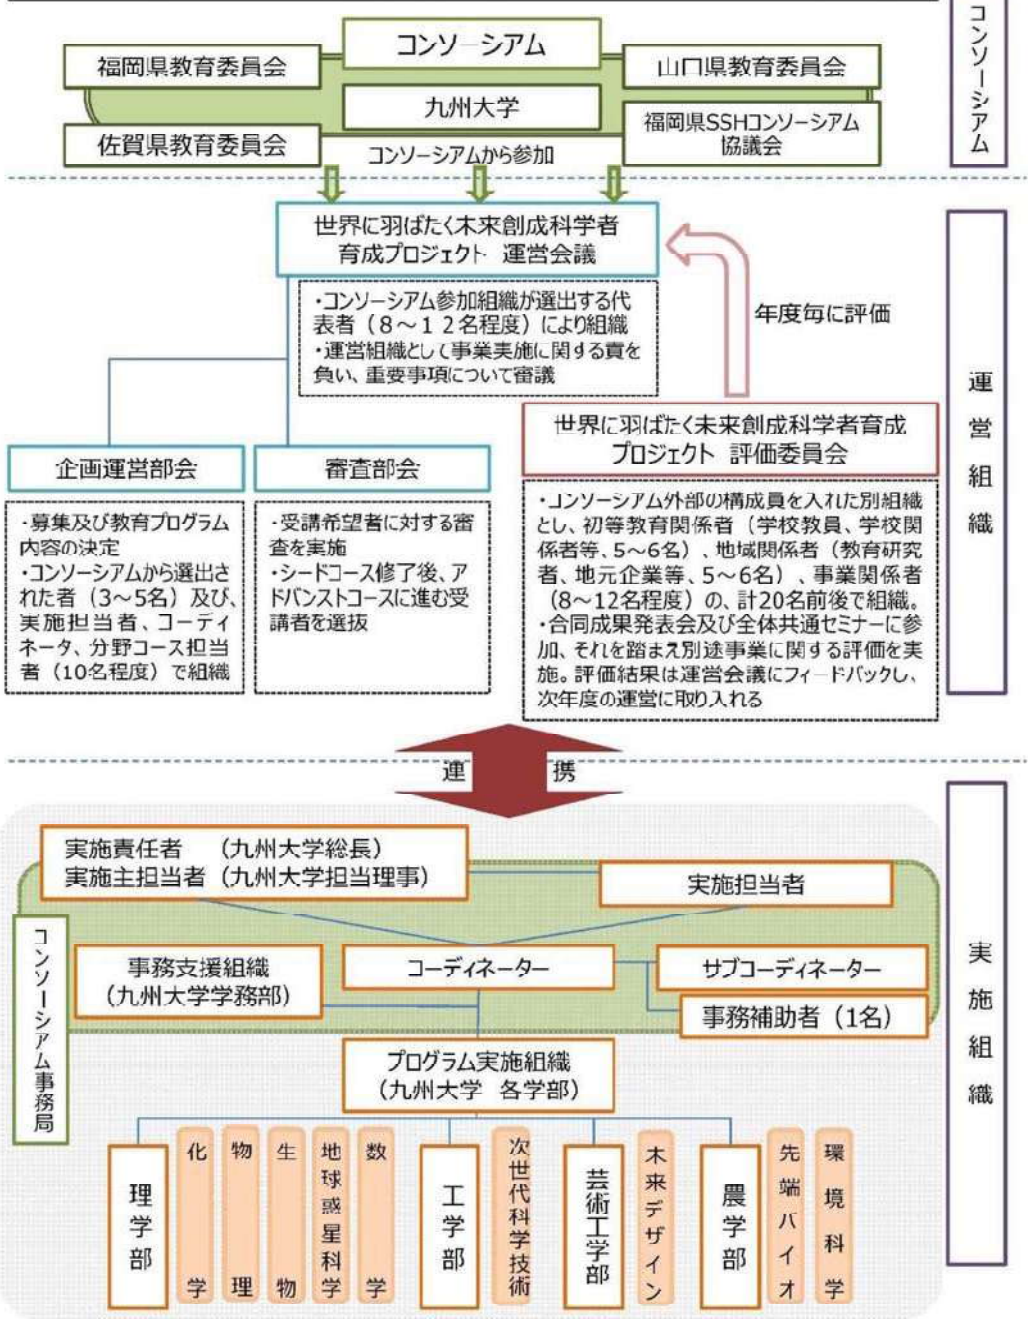 コンソーシアム
コンソーシアム
福岡県教育委員会
山口県教育委員会
九州大学
佐賀県教育委員会
福岡県SSHコンソーシアム
協議会
コンソーシアムから参加
世界に羽ばたく未来創成科学者
育成プロジェクト 運営会議
・コンソーシアム参加組織が選出する代
表者（8～12名程度）により組織
・運営組織として事業実施に関する責を
負い、重要事項について審議
年度毎に評価
運営組織
世界に羽ばたく未来創成科学者育成
プロジェクト 評価委員会
企画運営部会
審査部会
・募集及び教育プログラム
内容の決定
・コンソーシアムから選出さ
れた者（3～5名）及び、
実施担当者、コーディ
ネータ、分野コース担当
者（10名程度）で組織
・受講希望者に対する審
査を実施
・シードコース修了後、ア
ドバンストコースに進む受
講者を選抜
・コンソーシアム外部の構成員を入れた別組織
とし、初等教育関係者（学校教員、学校関
係者等、5～6名）、地域関係者（教育研究
者、地元企業等、5～6名）、事業関係者
（8～12名程度）の、計20名前後で組織。
・合同成果発表会及び全体共通セミナーに参
加、それを踏まえ別途事業に関する評価を実
施。評価結果は運営会議にフィードバックし、
次年度の運営に取り入れる
連 携
実施責任者 （九州大学総長）
実施主担当者（九州大学担当理事）
実施担当者
コンソーシアム事務局
事務支援組織
（九州大学学務部）
コーディネーター
サブコーディネーター
事務補助者（1名）
実施組織
プログラム実施組織
（九州大学 各学部）
理学部
化学
物理
生物
地球惑星科学
数学
工学部
次世代科学技術
芸術工学部
未来デザイン
農学部
先端バイオ
環境科学